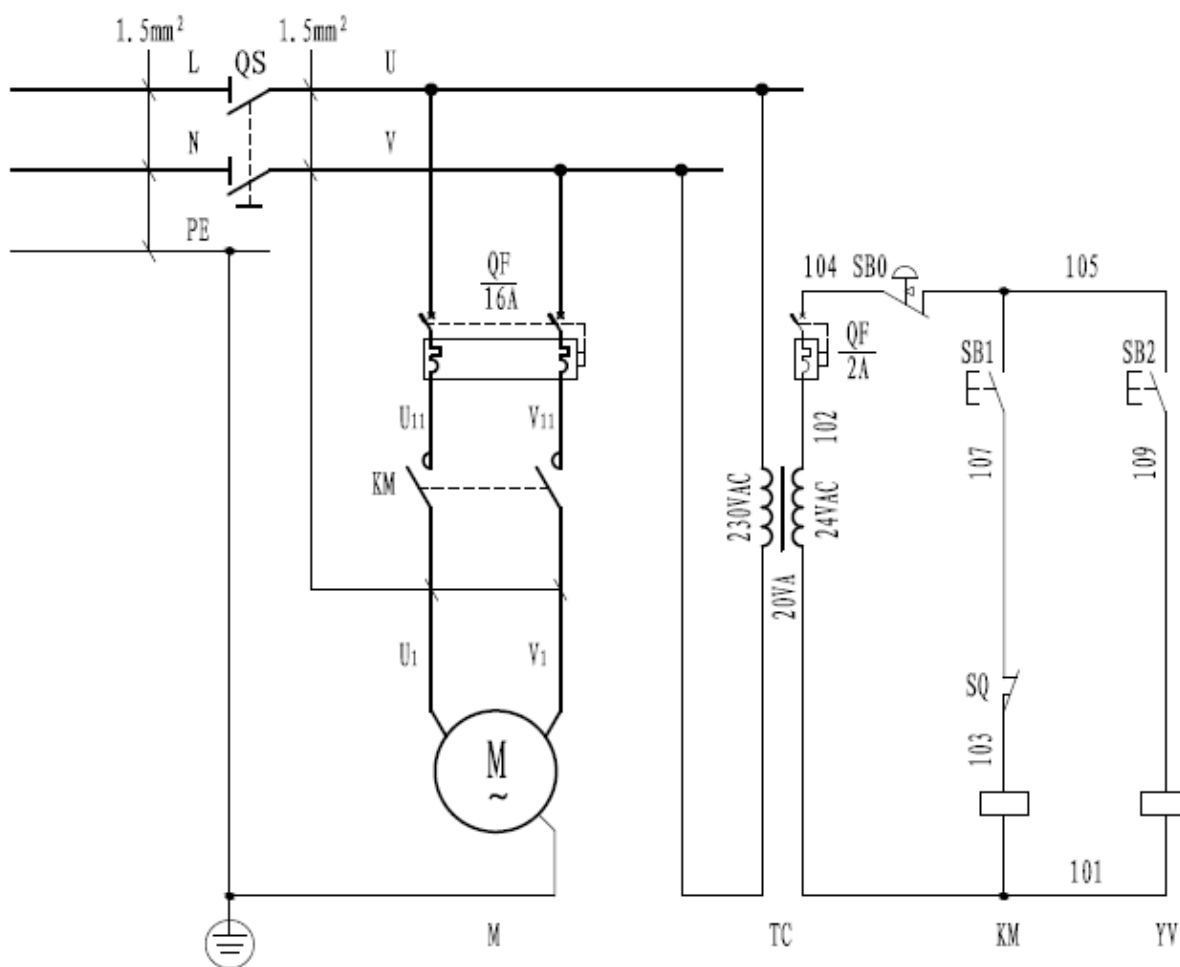 1.5mm² 1.5mm²
L QS U
N V
PE
QF
16A
104 SB0 105
QF
2A
SB1 SB2
U11 V11 102
107 109
KM
230VAC 24VAC
20VA
U1 V1
SQ
103
M
~
101
M TC KM YV